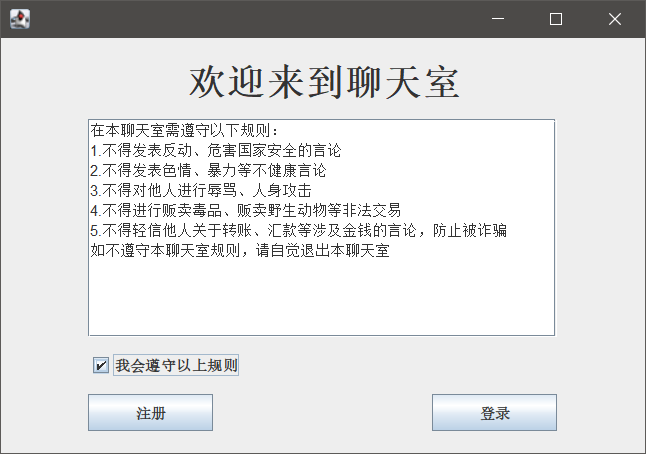 欢迎来到聊天室
在本聊天室需遵守以下规则：
1.不得发表反动、危害国家安全的言论
2.不得发表色情、暴力等不健康言论
3.不得对他人进行辱骂、人身攻击
4.不得进行贩卖毒品、贩卖野生动物等非法交易
5.不得轻信他人关于转账、汇款等涉及金钱的言论，防止被诈骗
如不遵守本聊天室规则，请自觉退出本聊天室
我会遵守以上规则
注册
登录